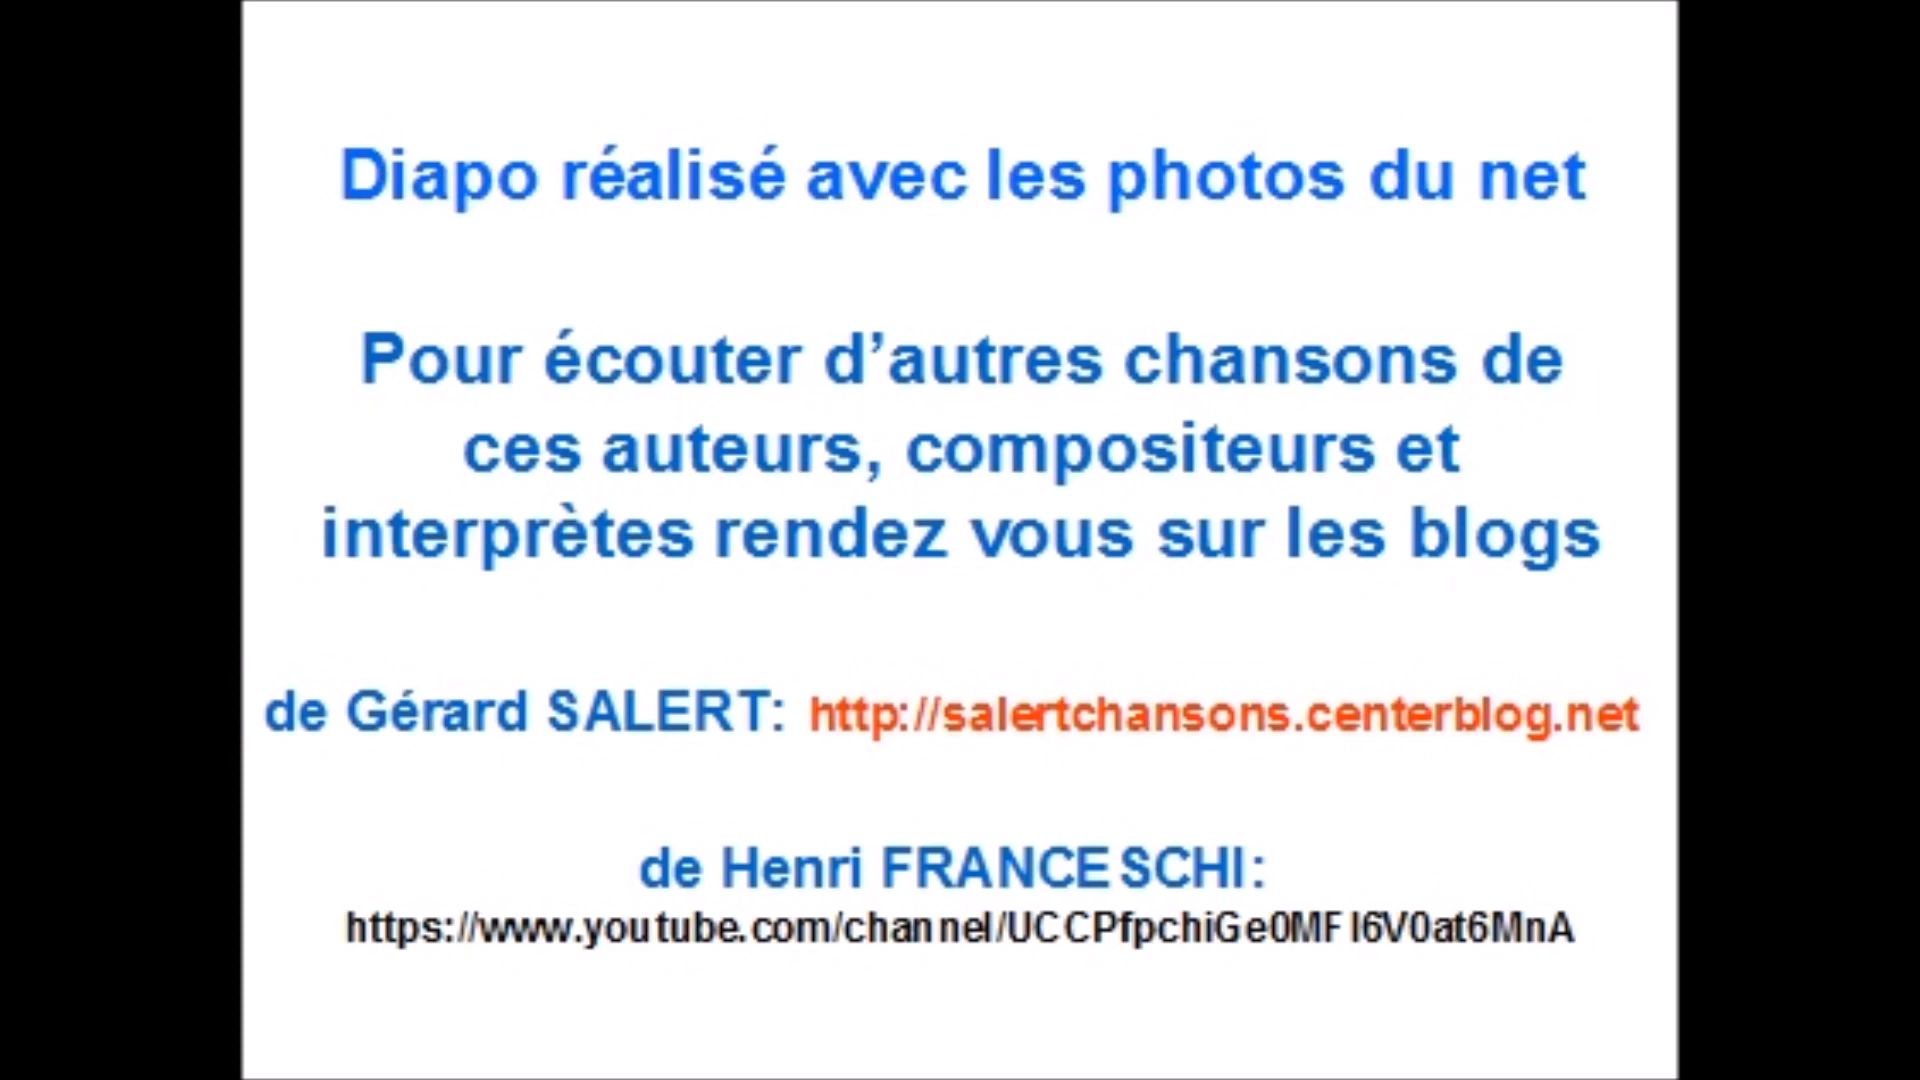 Diapo réalisé avec les photos du net
Pour écouter d’autres chansons de
ces auteurs, compositeurs et
interprètes rendez vous sur les blogs
de Gérard SALERT: http://salertchansons.centerblog.net
de Henri FRANCESCHI:
https://www.youtube.com/channel/UCCPfpchiGe0MFI6V0at6MnA